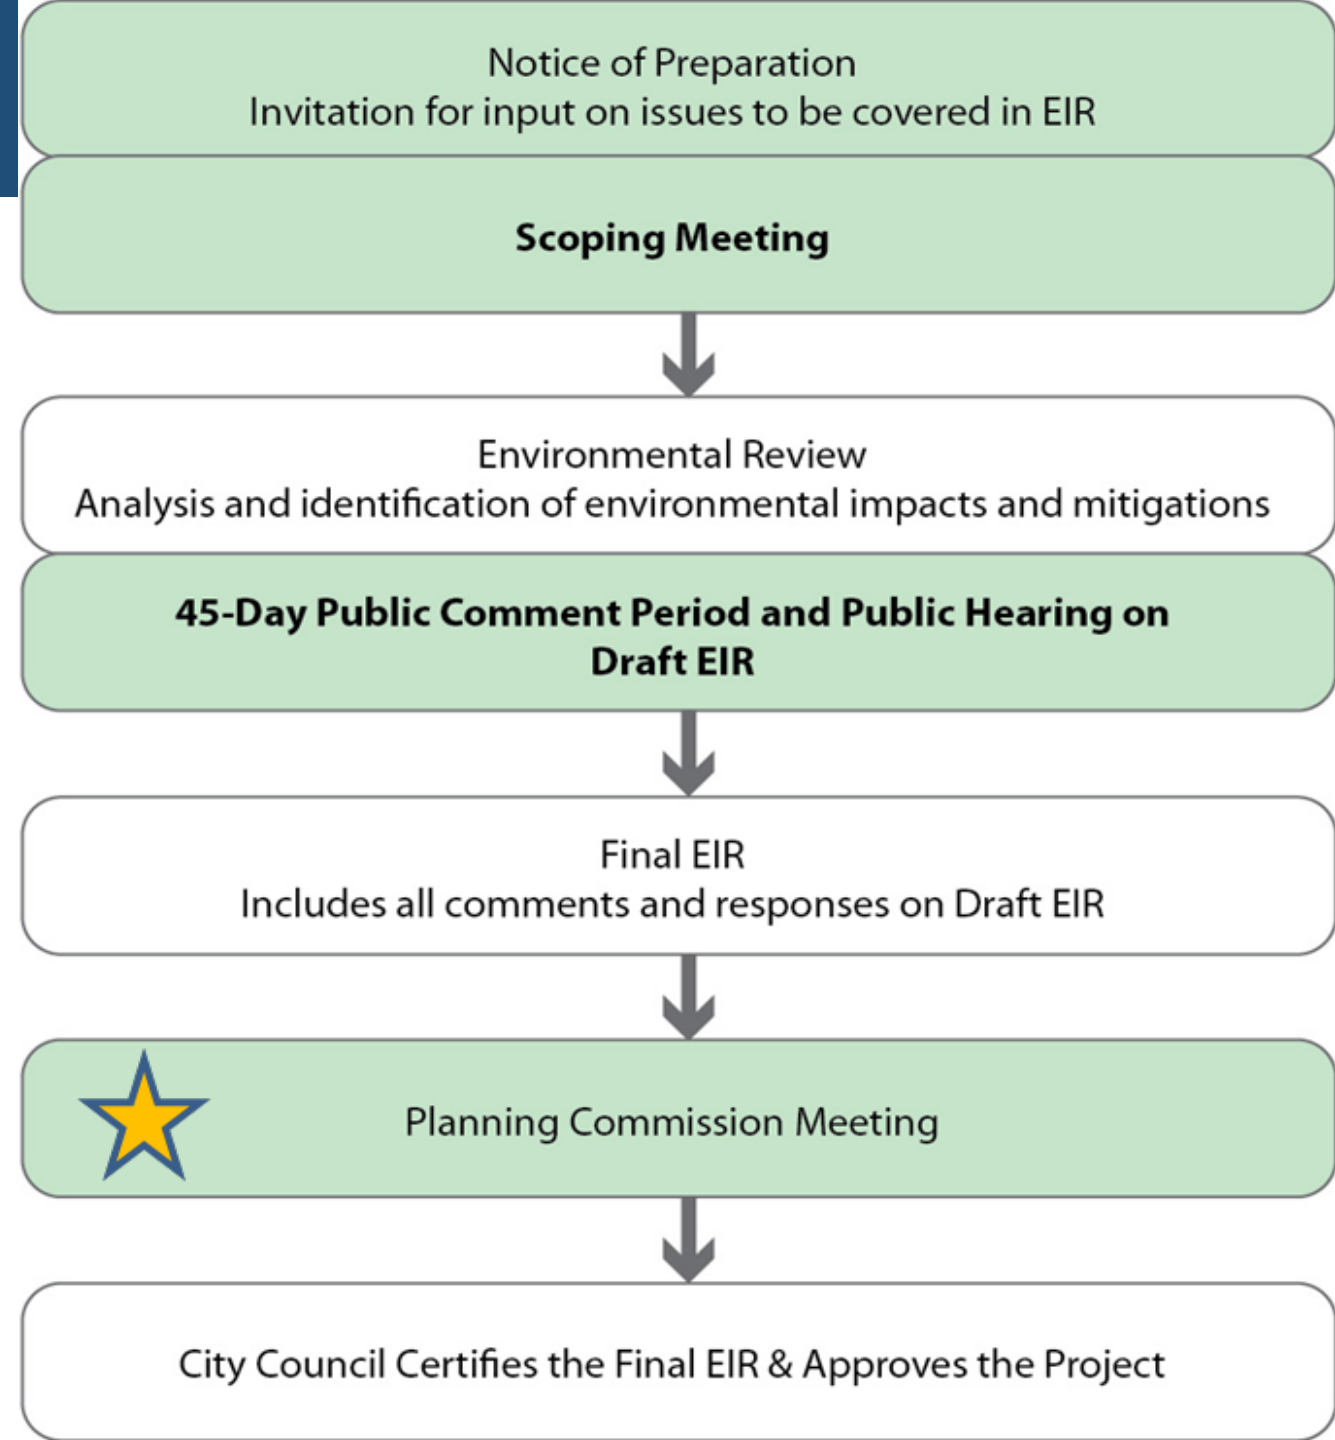 Notice of Preparation
Invitation for input on issues to be covered in EIR
Scoping Meeting
Environmental Review
Analysis and identification of environmental impacts and mitigations
45-Day Public Comment Period and Public Hearing on
Draft EIR
Final EIR
Includes all comments and responses on Draft EIR
Planning Commission Meeting
City Council Certifies the Final EIR & Approves the Project